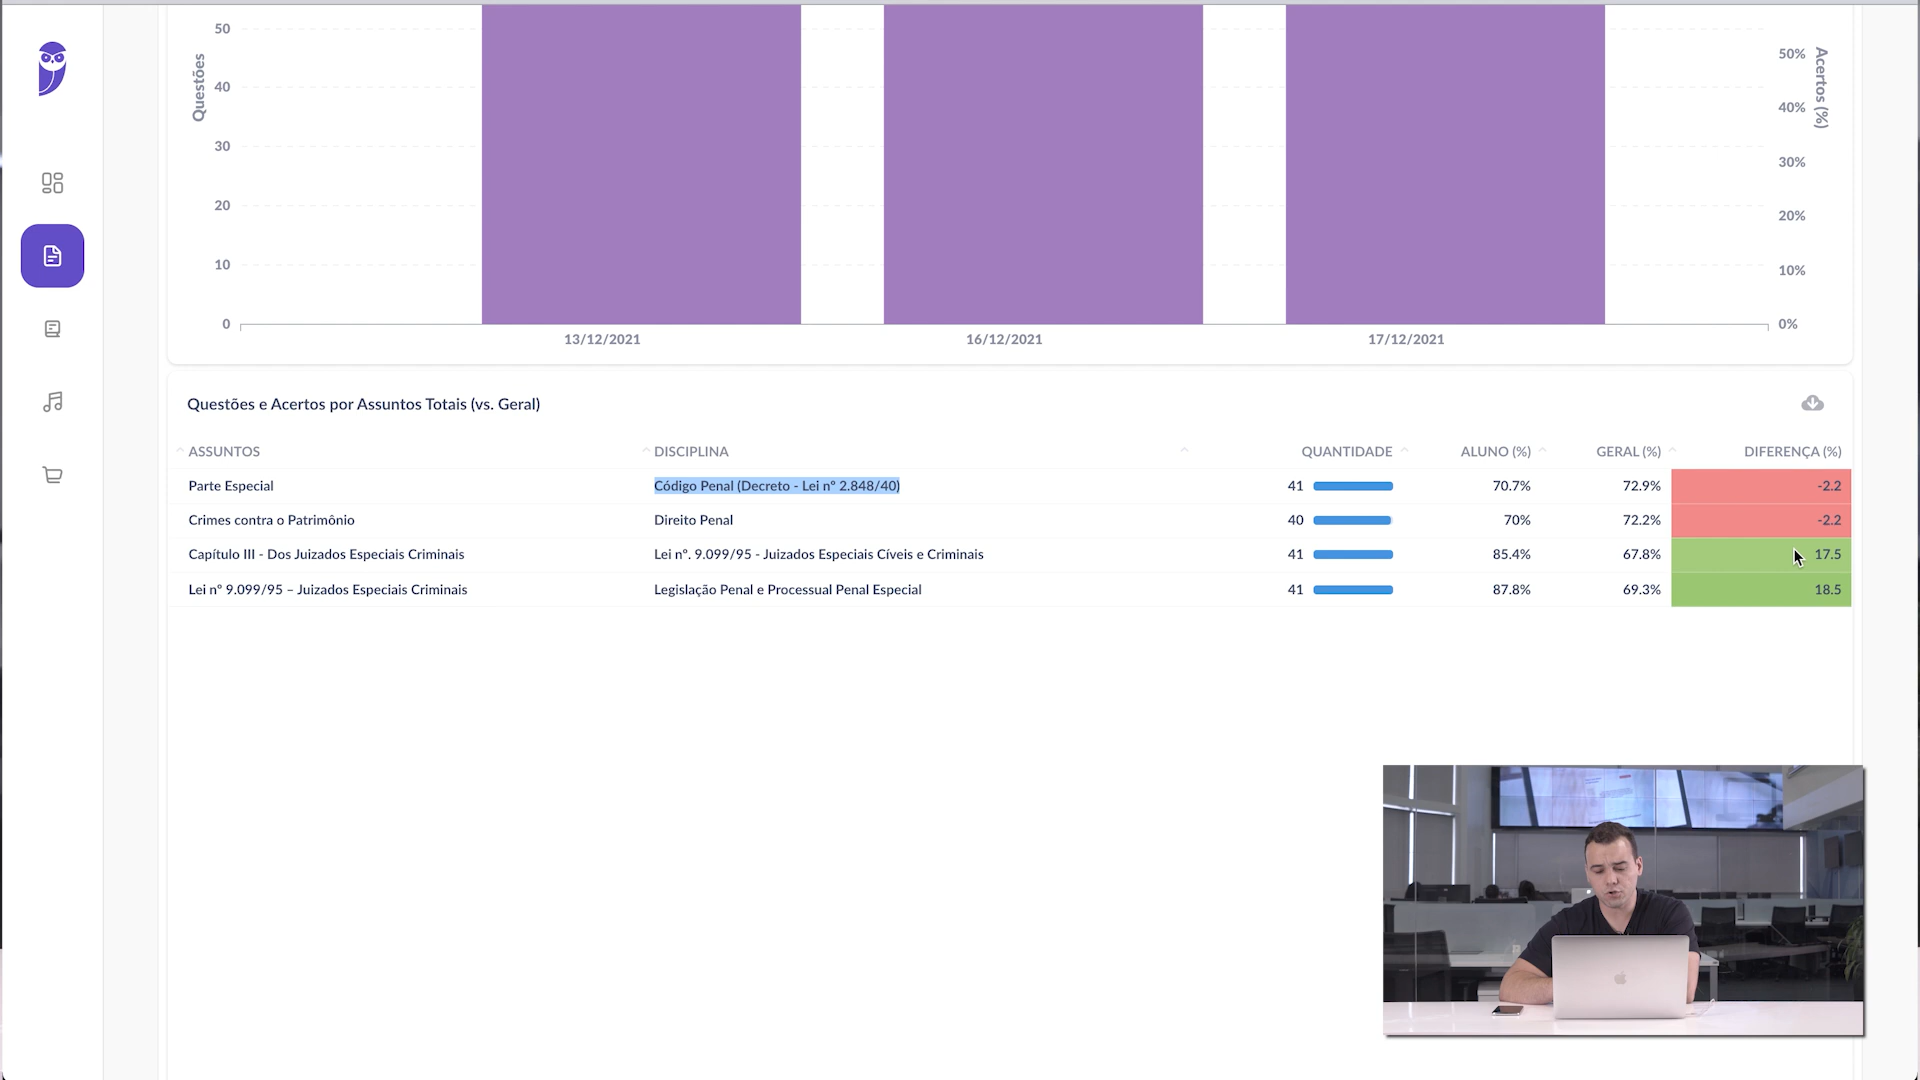 50
40
30
20
10
0
Questões
50%
40%
30%
20%
10%
0%
Acertos (%)
13/12/2021 16/12/2021 17/12/2021
Questões e Acertos por Assuntos Totais (vs. Geral)
ASSUNTOS DISCIPLINA QUANTIDADE ALUNO (%) GERAL (%) DIFERENÇA (%)
Parte Especial Código Penal (Decreto - Lei nº 2.848/40) 41 70.7% 72.9% -2.2
Crimes contra o Patrimônio Direito Penal 40 70% 72.2% -2.2
Capítulo III - Dos Juizados Especiais Criminais Lei nº. 9.099/95 - Juizados Especiais Cíveis e Criminais 41 85.4% 67.8% 17.5
Lei nº 9.099/95 – Juizados Especiais Criminais Legislação Penal e Processual Penal Especial 41 87.8% 69.3% 18.5